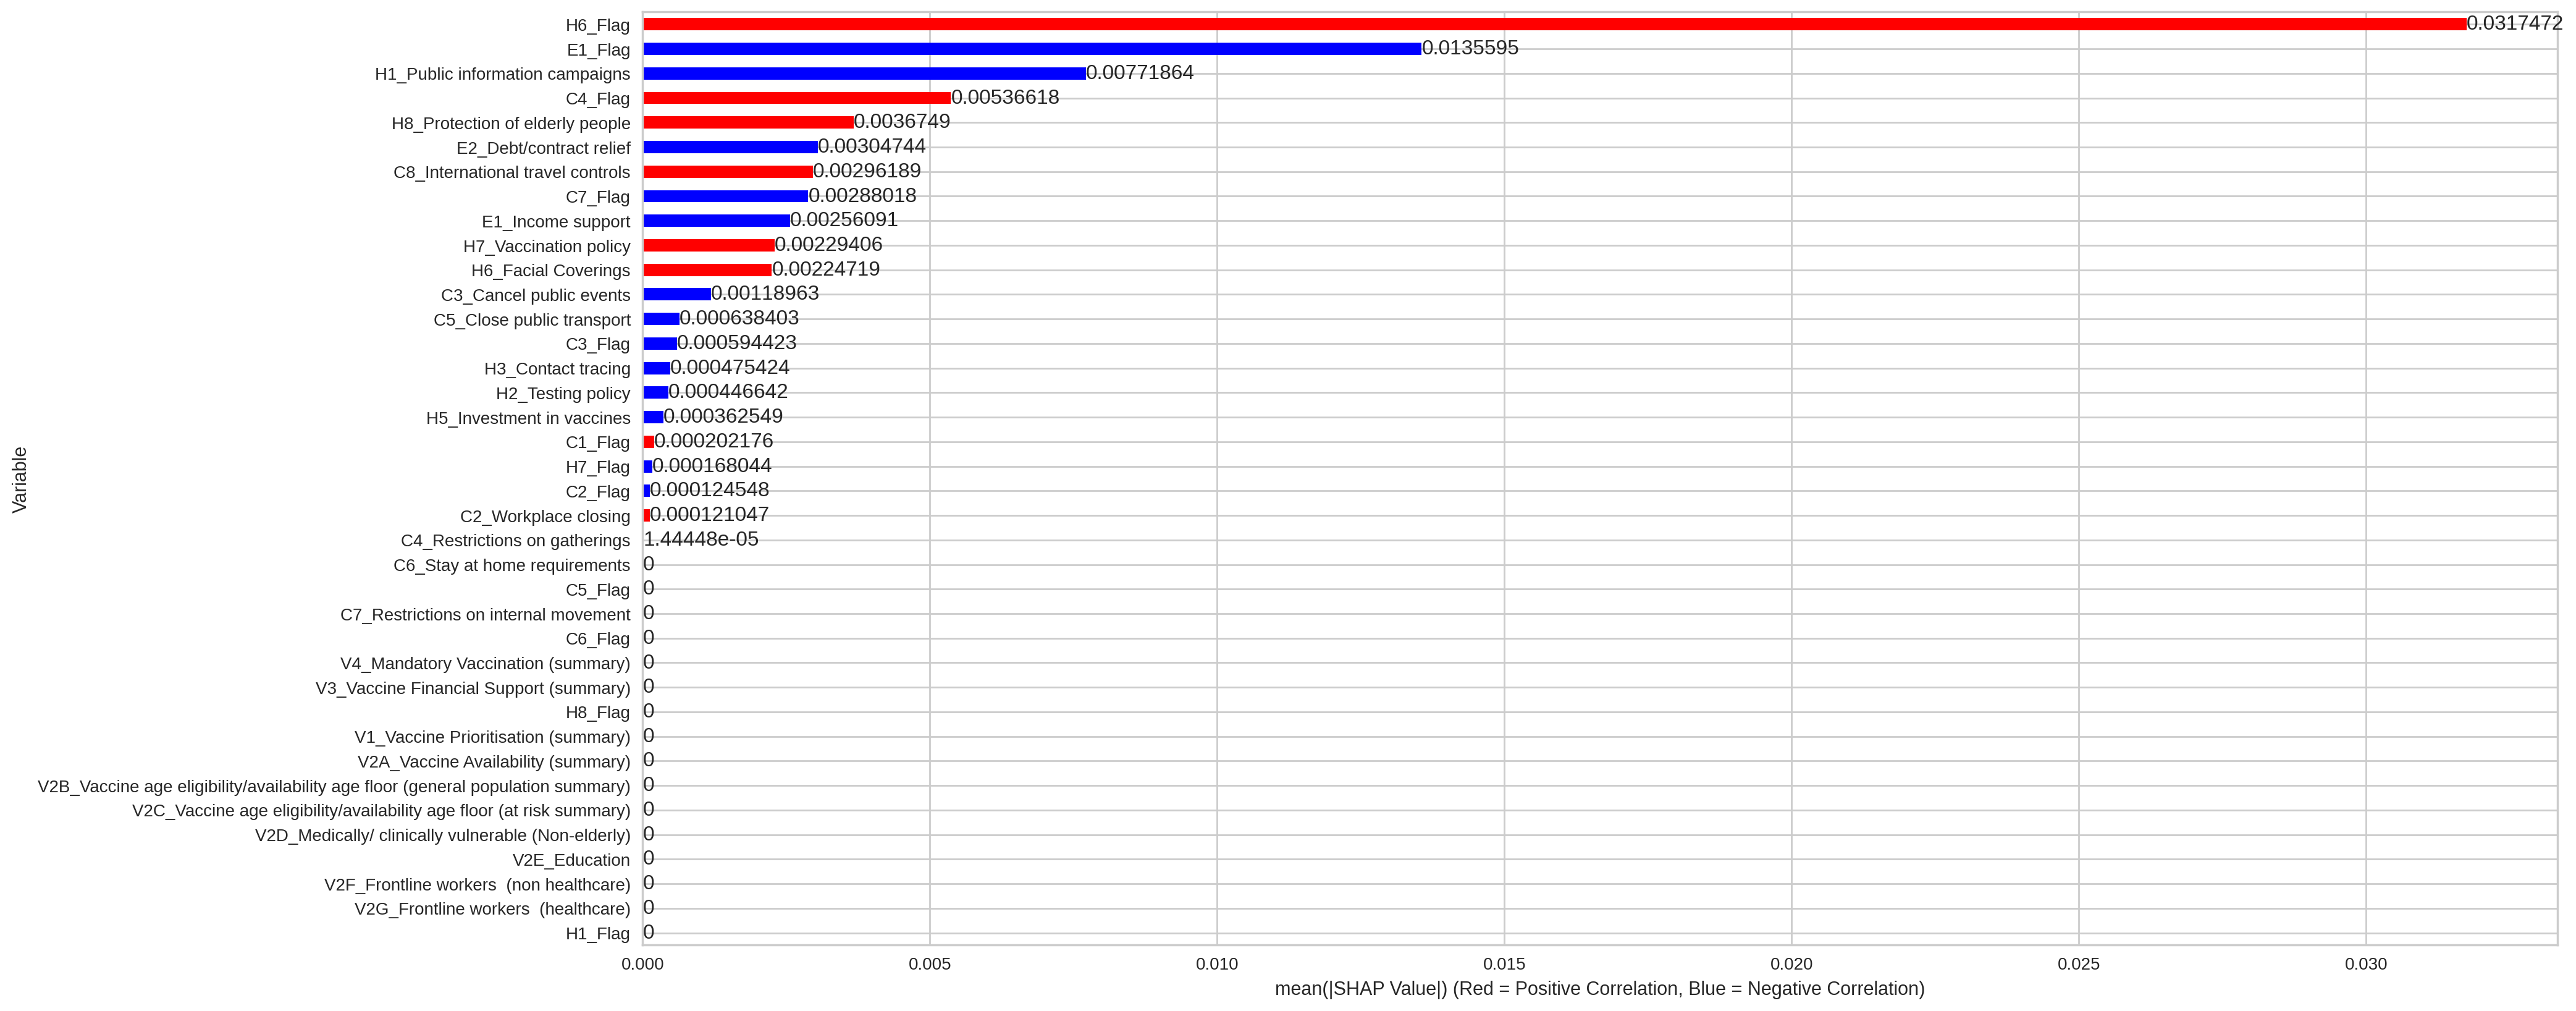 H6_Flag 0.0317472
E1_Flag 0.0135595
H1_Public information campaigns 0.00771864
C4_Flag 0.00536618
H8_Protection of elderly people 0.0036749
E2_Debt/contract relief 0.00304744
C8_International travel controls 0.00296189
C7_Flag 0.00288018
E1_Income support 0.00256091
H7_Vaccination policy 0.00229406
H6_Facial Coverings 0.00224719
C3_Cancel public events 0.00118963
C5_Close public transport 0.000638403
C3_Flag 0.000594423
H3_Contact tracing 0.000475424
H2_Testing policy 0.000446642
H5_Investment in vaccines 0.000362549
C1_Flag 0.000202176
H7_Flag 0.000168044
C2_Flag 0.000124548
C2_Workplace closing 0.000121047
C4_Restrictions on gatherings 1.44448e-05
C6_Stay at home requirements 0
C5_Flag 0
C7_Restrictions on internal movement 0
C6_Flag 0
V4_Mandatory Vaccination (summary) 0
V3_Vaccine Financial Support (summary) 0
H8_Flag 0
V1_Vaccine Prioritisation (summary) 0
V2A_Vaccine Availability (summary) 0
V2B_Vaccine age eligibility/availability age floor (general population summary) 0
V2C_Vaccine age eligibility/availability age floor (at risk summary) 0
V2D_Medically/ clinically vulnerable (Non-elderly) 0
V2E_Education 0
V2F_Frontline workers  (non healthcare) 0
V2G_Frontline workers  (healthcare) 0
H1_Flag 0
Variable
0.000 0.005 0.010 0.015 0.020 0.025 0.030
mean(|SHAP Value|) (Red = Positive Correlation, Blue = Negative Correlation)